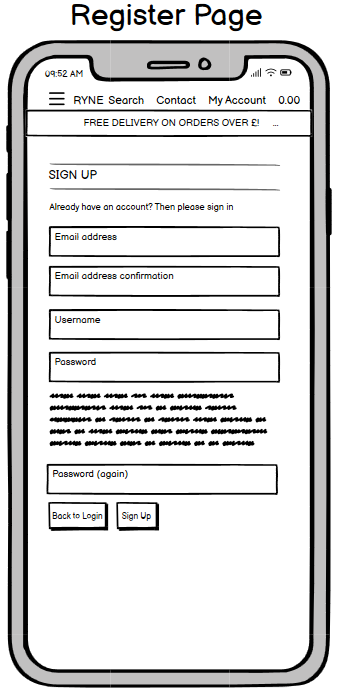 Register Page
09:52 AM
RYNE Search Contact My Account 0.00
FREE DELIVERY ON ORDERS OVER £! ...
SIGN UP
Already have an account? Then please sign in
Email address
Email address confirmation
Username
Password
Password (again)
Back to Login Sign Up